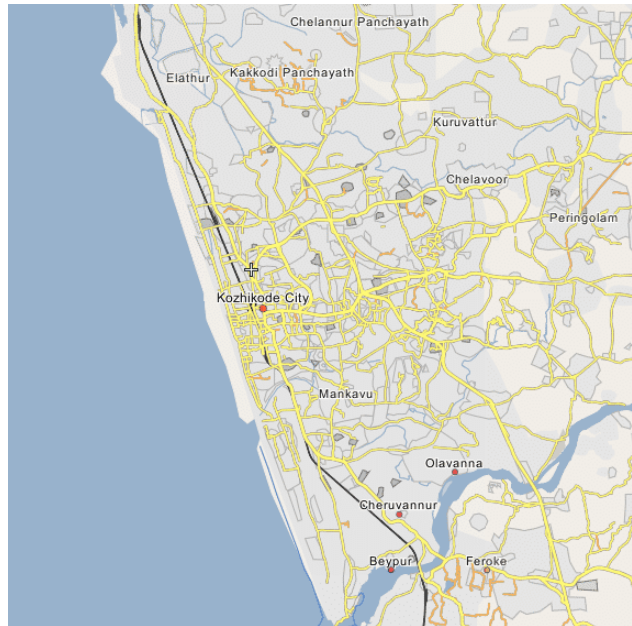 Chelannur Panchayath
Elathur
Kakkodi Panchayath
Kuruvattur
Chelavoor
Peringolam
Kozhikode City
Mankavu
Olavanna
Cheruvannur
Beypur
Feroke